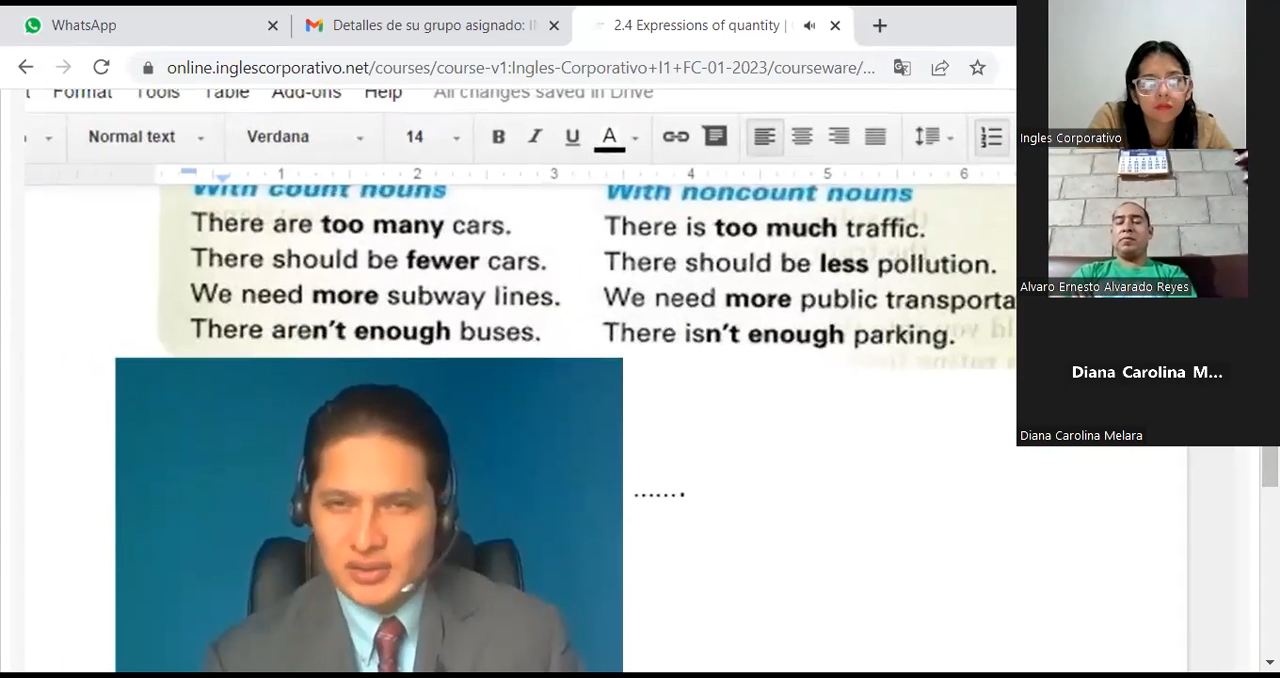 WhatsApp
Detalles de su grupo asignado: I
2.4 Expressions of quantity |
online.inglescorporativo.net/courses/course-v1:Ingles-Corporativo+I1+FC-01-2023/courseware/...
t Format Tools Table Add-ons Help All changes saved in Drive
Normal text Verdana 14 B I U A
1 2 3 4 5 6
With count nouns
There are too many cars.
There should be fewer cars.
We need more subway lines.
There aren't enough buses.
With noncount nouns
There is too much traffic.
There should be less pollution.
We need more public transporta
There isn't enough parking.
.......
Ingles Corporativo
Alvaro Ernesto Alvarado Reyes
Diana Carolina M...
Diana Carolina Melara